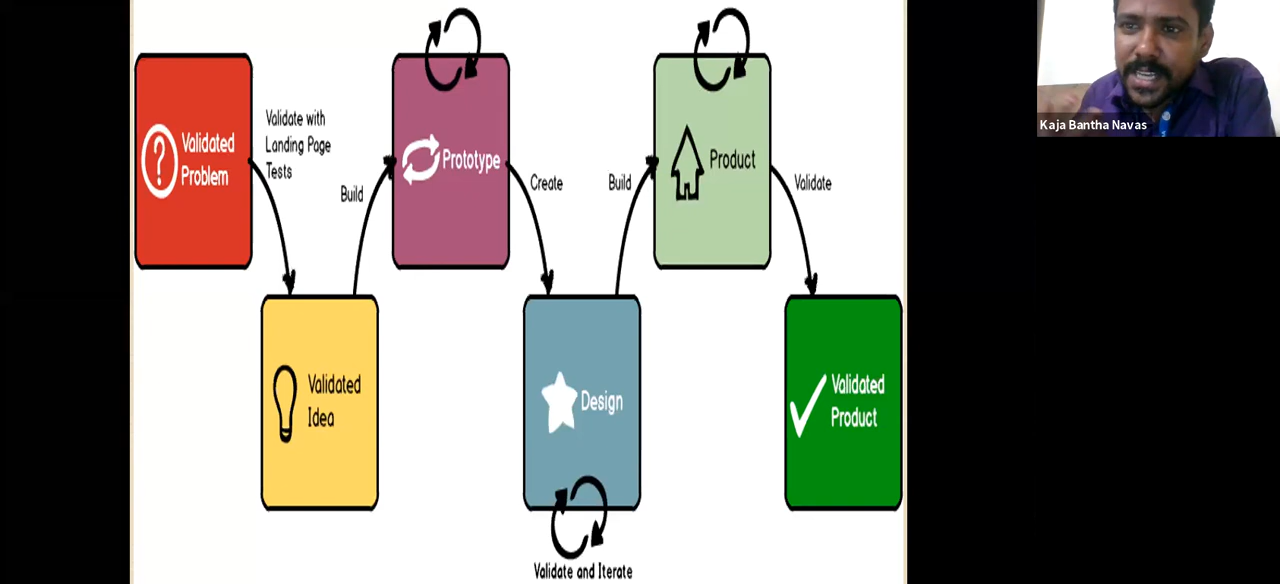 Validated
Problem
Validate with
Landing Page
Tests
Validated
Idea
Build
Prototype
Create
Design
Validate and Iterate
Build
Product
Validate
Validated
Product
Kaja Bantha Navas